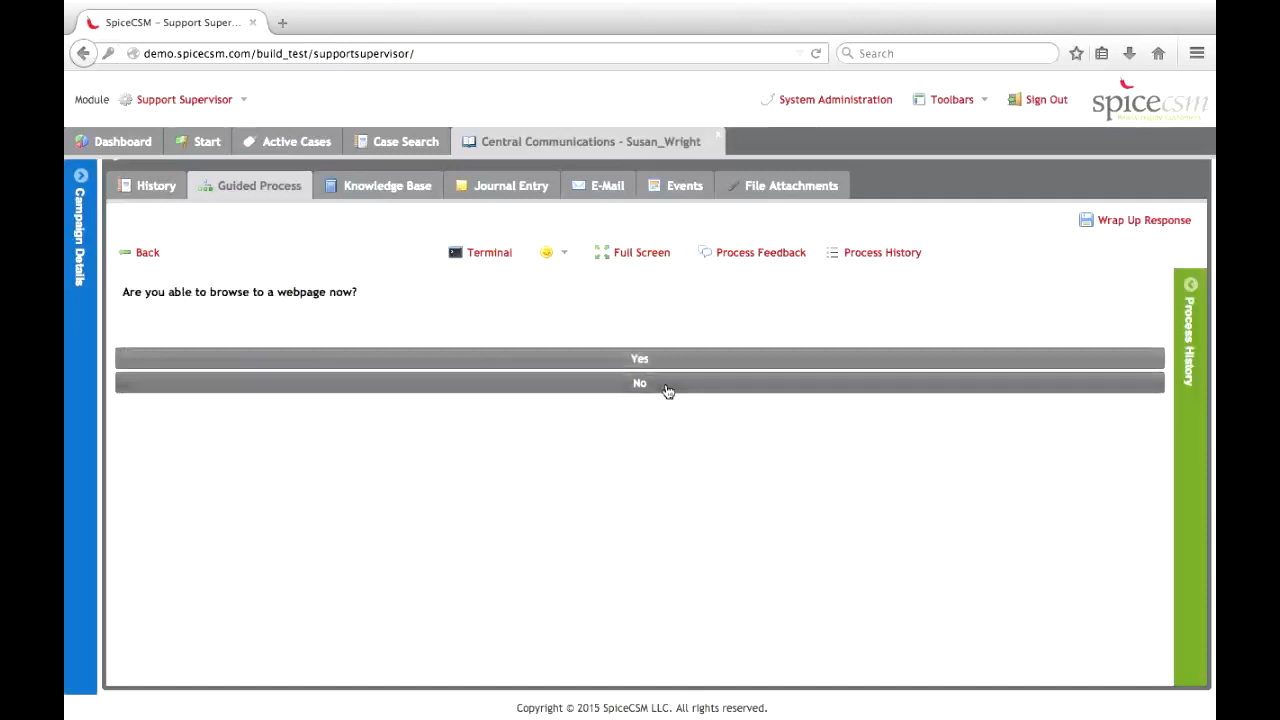 SpiceCSM – Support Super...
demo.spicecsm.com/build_test/supportsupervisor/
Search
Module Support Supervisor
System Administration Toolbars Sign Out
spicecsm
Dashboard Start Active Cases Case Search Central Communications - Susan_Wright
Campaign Details
History Guided Process Knowledge Base Journal Entry E-Mail Events File Attachments
Wrap Up Response
Back Terminal Full Screen Process Feedback Process History
Are you able to browse to a webpage now?
Yes
No
Process History
Copyright © 2015 SpiceCSM LLC. All rights reserved.